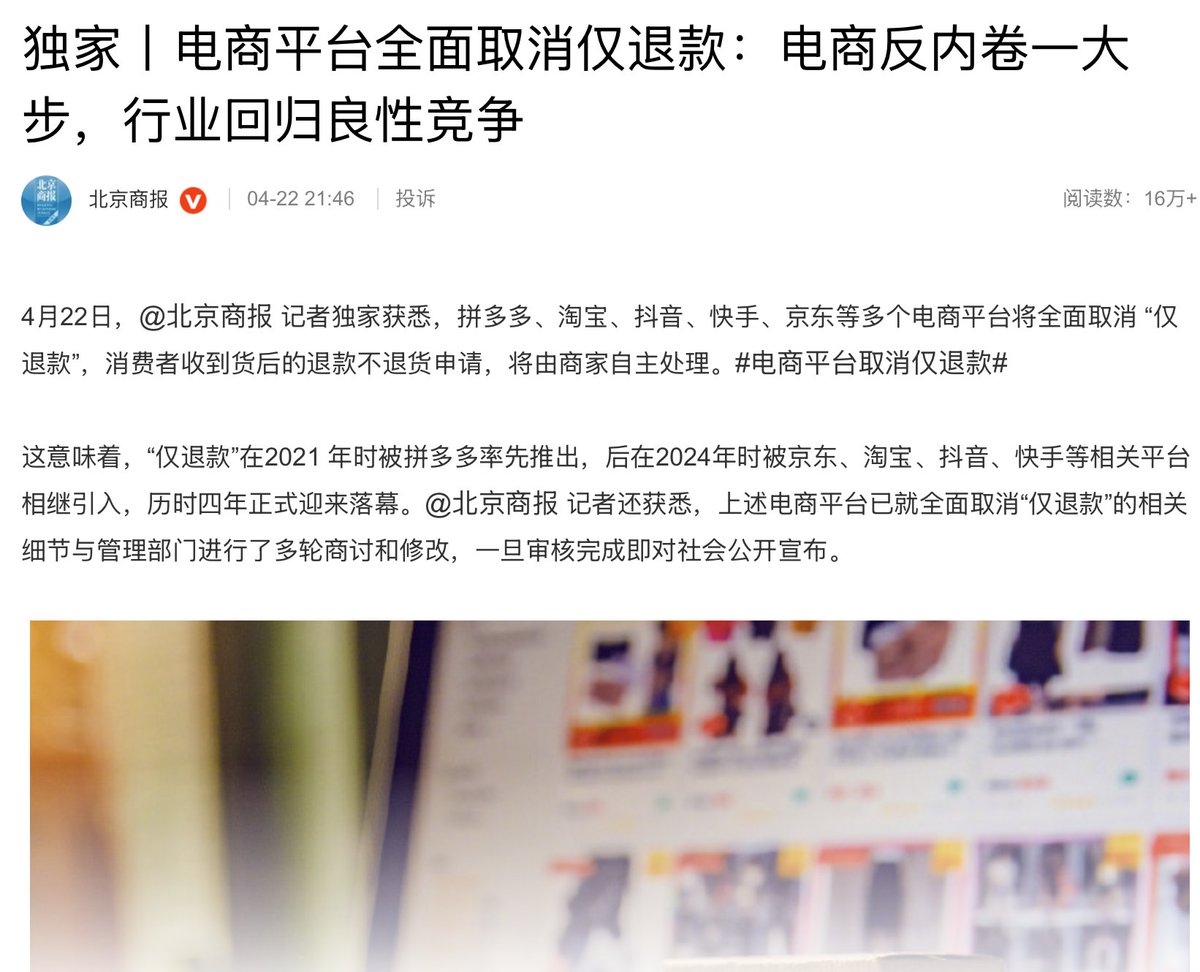 独家丨电商平台全面取消仅退款：电商反内卷一大
步，行业回归良性竞争
北京商报 04-22 21:46 投诉 阅读数：16万+
4月22日，@北京商报 记者独家获悉，拼多多、淘宝、抖音、快手、京东等多个电商平台将全面取消 “仅
退款”，消费者收到货后的退款不退货申请，将由商家自主处理。#电商平台取消仅退款#
这意味着，“仅退款”在2021 年时被拼多多率先推出，后在2024年时被京东、淘宝、抖音、快手等相关平台
相继引入，历时四年正式迎来落幕。@北京商报 记者还获悉，上述电商平台已就全面取消“仅退款”的相关
细节与管理部门进行了多轮商讨和修改，一旦审核完成即对社会公开宣布。